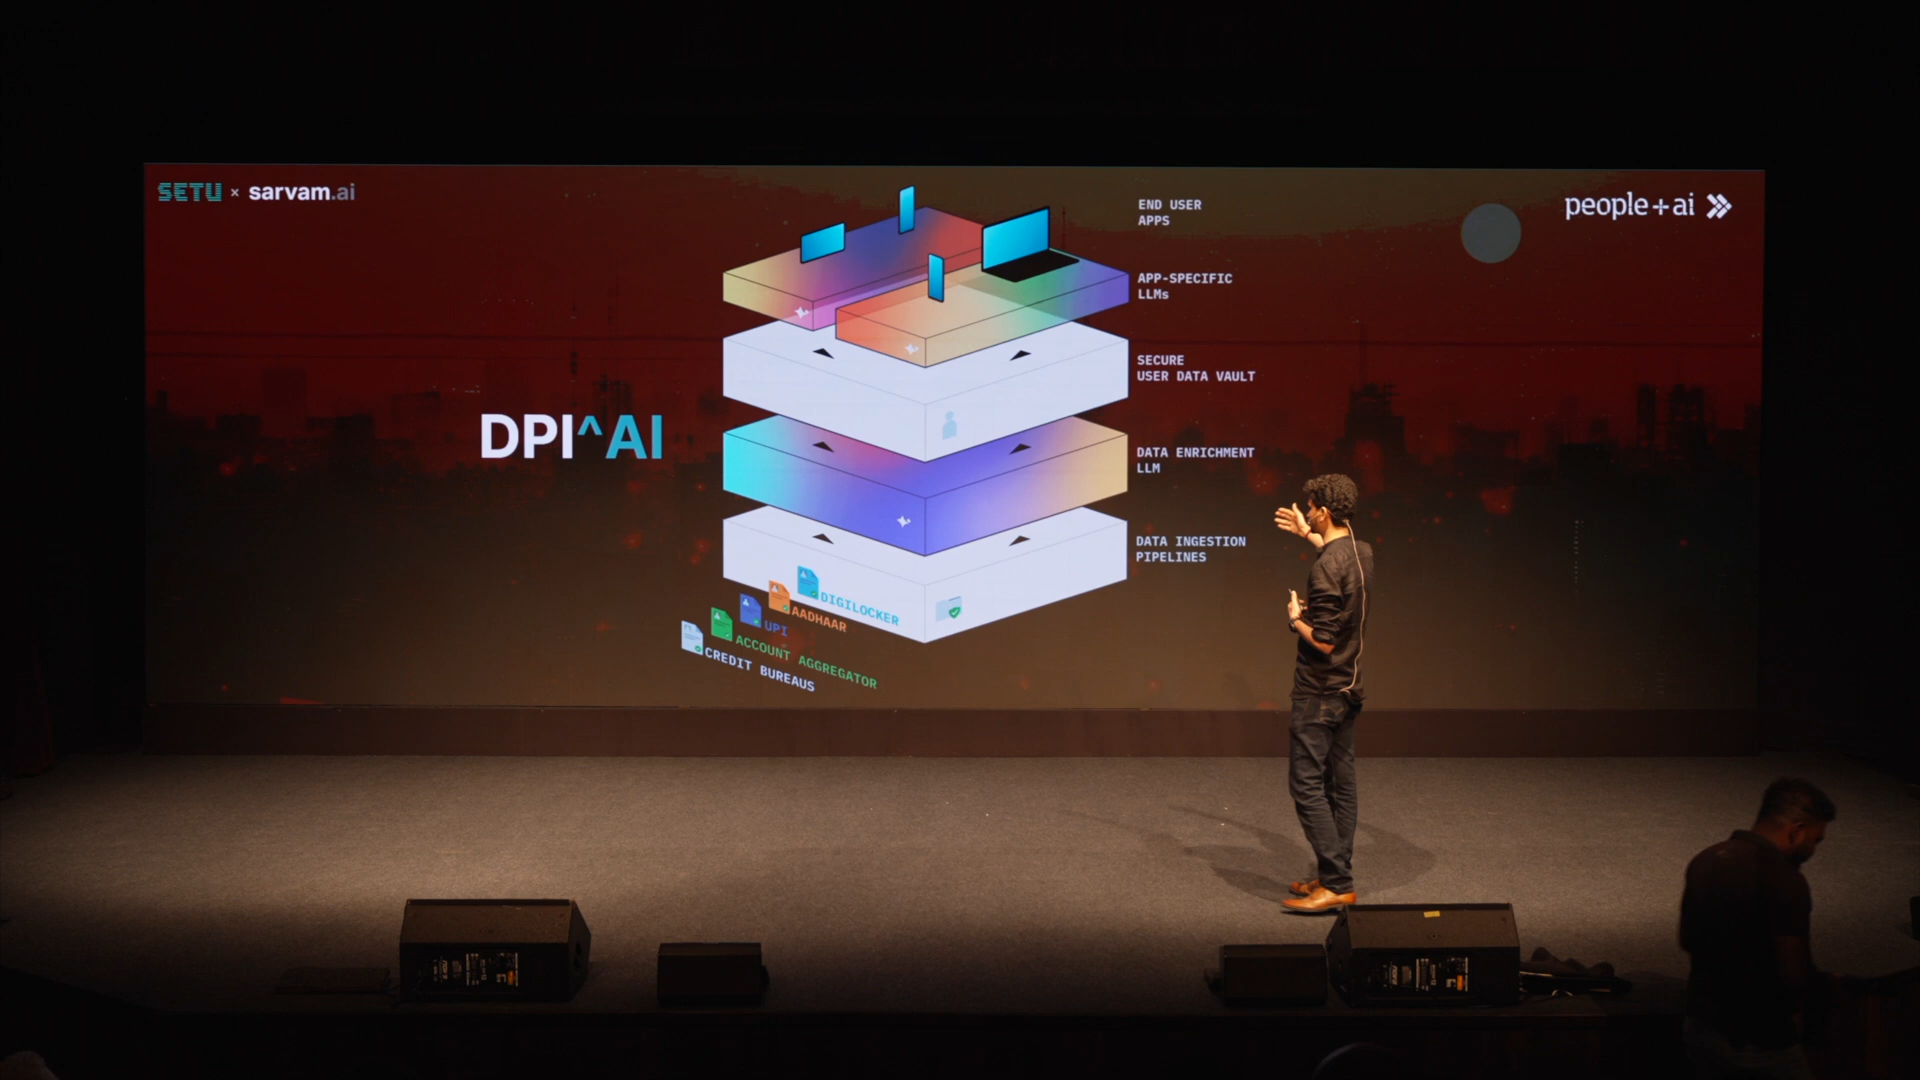 SETU × sarvam.ai
people+ai
END USER
APPS
APP-SPECIFIC
LLMs
SECURE
USER DATA VAULT
DPI^AI
DATA ENRICHMENT
LLM
DATA INGESTION
PIPELINES
DIGILOCKER
AADHAAR
UPI
ACCOUNT AGGREGATOR
CREDIT BUREAUS